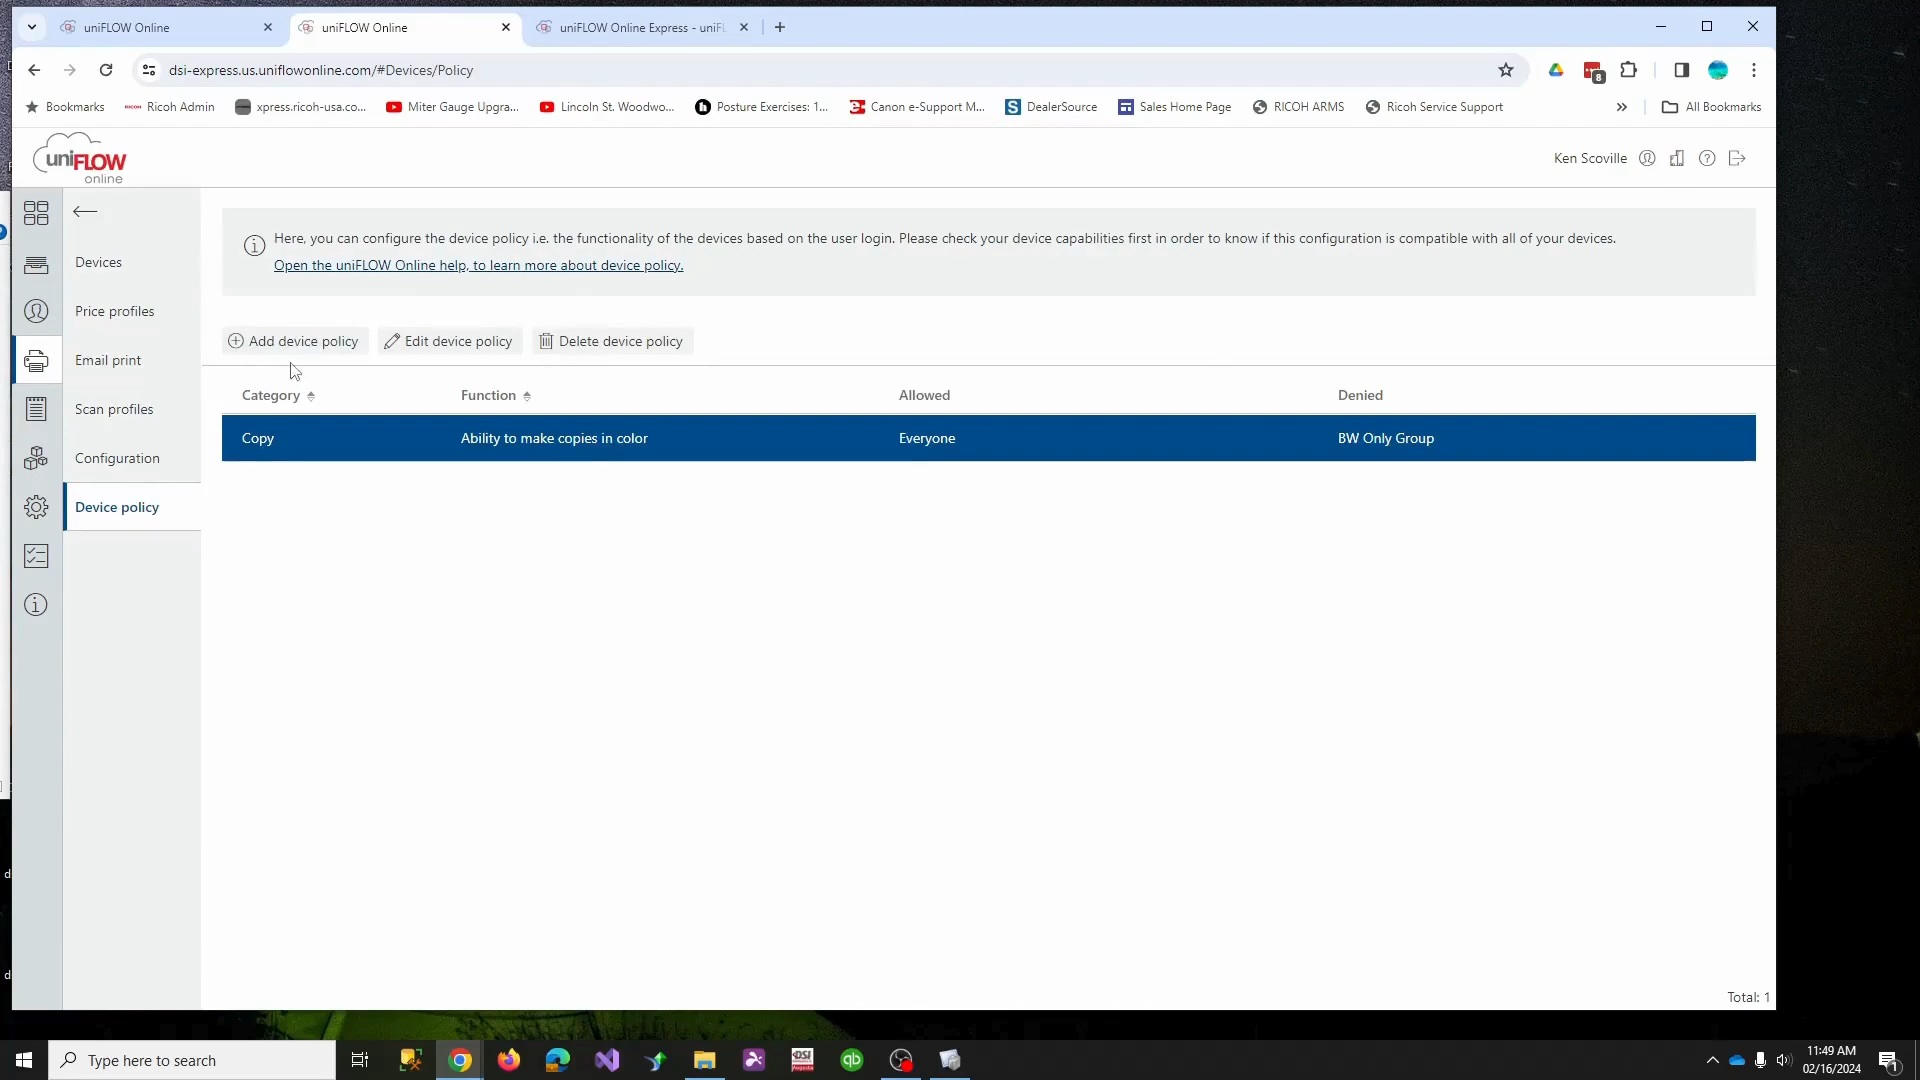 uniFLOW Online
uniFLOW Online
uniFLOW Online Express - uniFL
dsi-express.us.uniflowonline.com/#Devices/Policy
8
Bookmarks
RICOH Ricoh Admin
xpress.ricoh-usa.co...
Miter Gauge Upgra...
Lincoln St. Woodwo...
Posture Exercises: 1...
Canon e-Support M...
DealerSource
Sales Home Page
RICOH ARMS
Ricoh Service Support
»
All Bookmarks
uniFLOW
online
Ken Scoville
Devices
Price profiles
Email print
Scan profiles
Configuration
Device policy
Here, you can configure the device policy i.e. the functionality of the devices based on the user login. Please check your device capabilities first in order to know if this configuration is compatible with all of your devices.
Open the uniFLOW Online help, to learn more about device policy.
Add device policy
Edit device policy
Delete device policy
Category
Function
Allowed
Denied
Copy
Ability to make copies in color
Everyone
BW Only Group
Total: 1
Type here to search
11:49 AM
02/16/2024
1